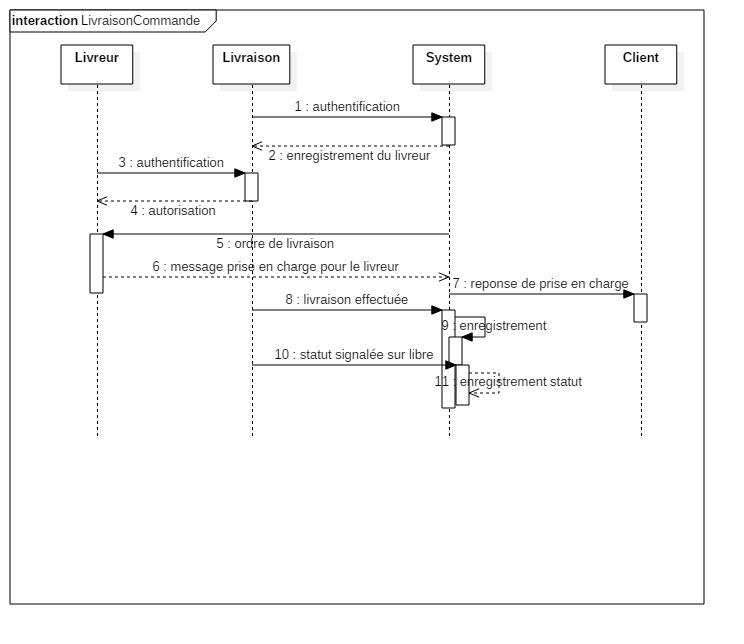 interaction LivraisonCommande
Livreur
Livraison
System
Client
1 : authentification
2 : enregistrement du livreur
3 : authentification
4 : autorisation
5 : ordre de livraison
6 : message prise en charge pour le livreur
7 : reponse de prise en charge
8 : livraison effectuée
9 : enregistrement
10 : statut signalée sur libre
11 : enregistrement statut